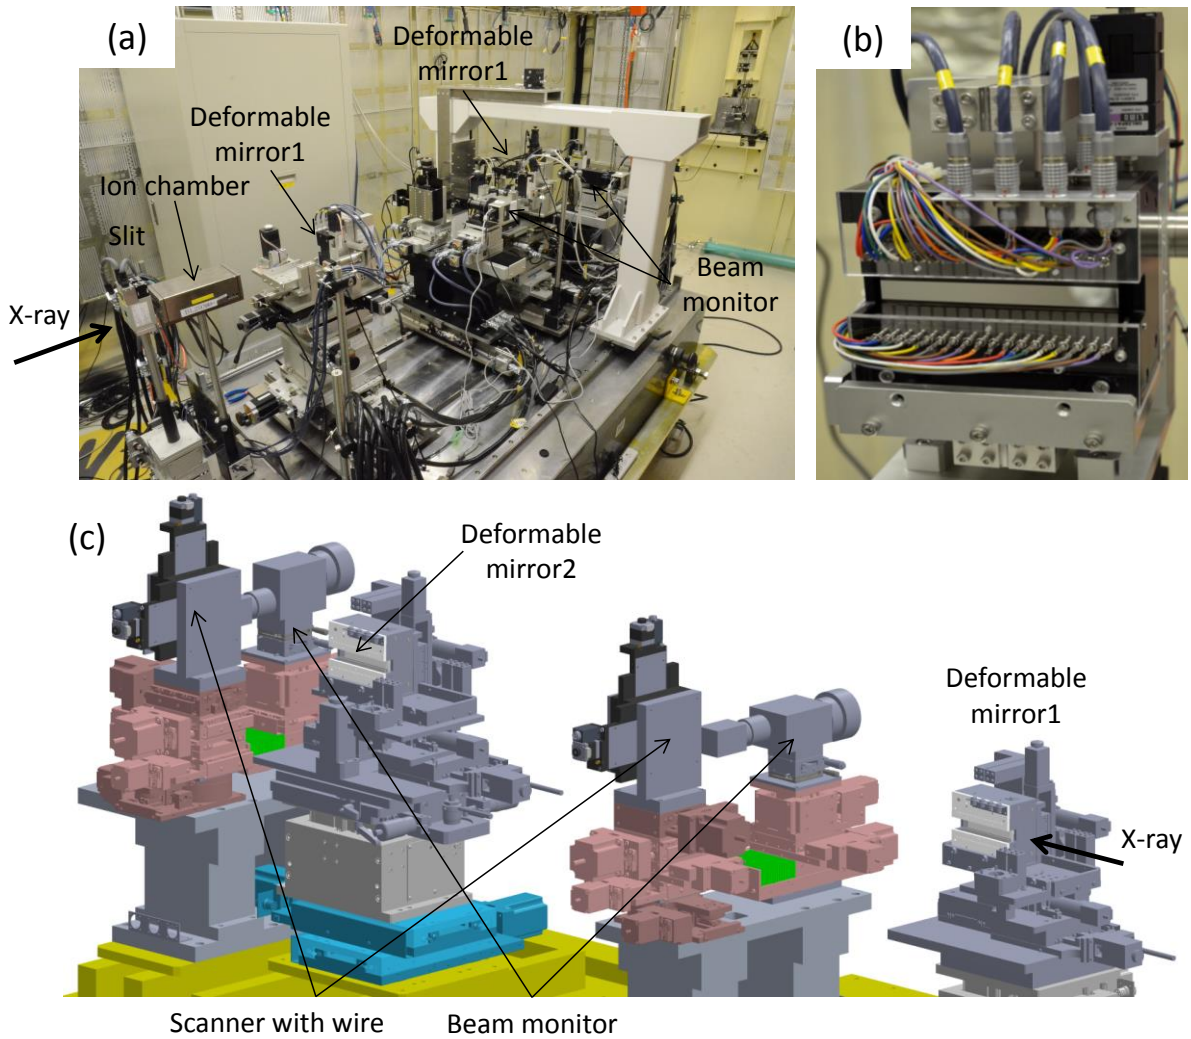 (a)
Deformable
mirror1
Deformable
mirror1
Ion chamber
Slit
X-ray
Beam
monitor
(b)
(c)
Deformable
mirror2
Deformable
mirror1
X-ray
Scanner with wire
Beam monitor